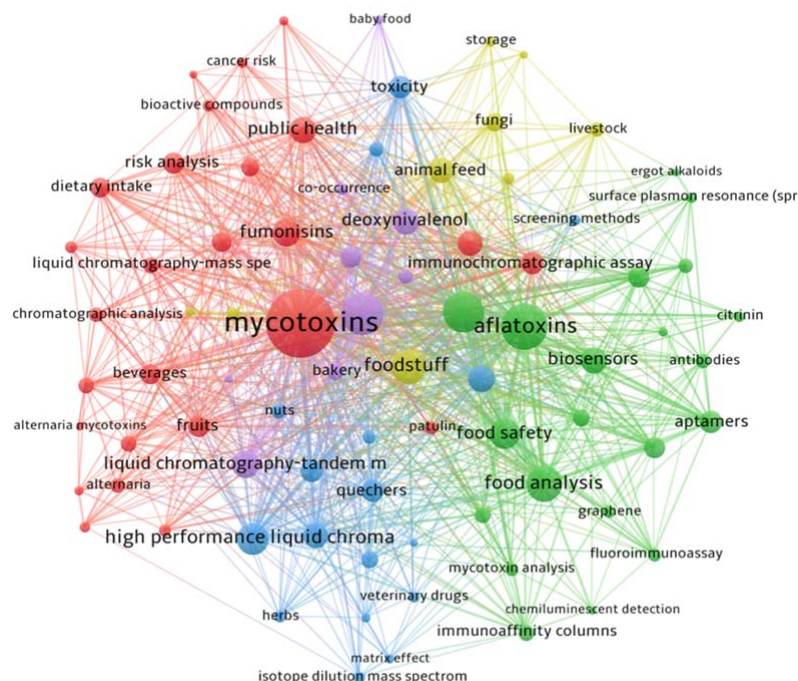 baby food
storage
cancer risk
toxicity
bioactive compounds
public health
fungi
livestock
risk analysis
animal feed
ergot alkaloids
dietary intake
co-occurrence
surface plasmon resonance (spr
deoxynivalenol
screening methods
fumonisins
liquid chromatography-mass spe
immunochromatographic assay
chromatographic analysis
mycotoxins
aflatoxins
citrinin
beverages
bakery
foodstuff
biosensors
antibodies
nuts
alternaria mycotoxins
fruits
patulin
food safety
aptamers
liquid chromatography-tandem m
alternaria
quechers
food analysis
graphene
high performance liquid chroma
fluoroimmunoassay
mycotoxin analysis
veterinary drugs
herbs
chemiluminescent detection
immunoaffinity columns
matrix effect
isotope dilution mass spectrom